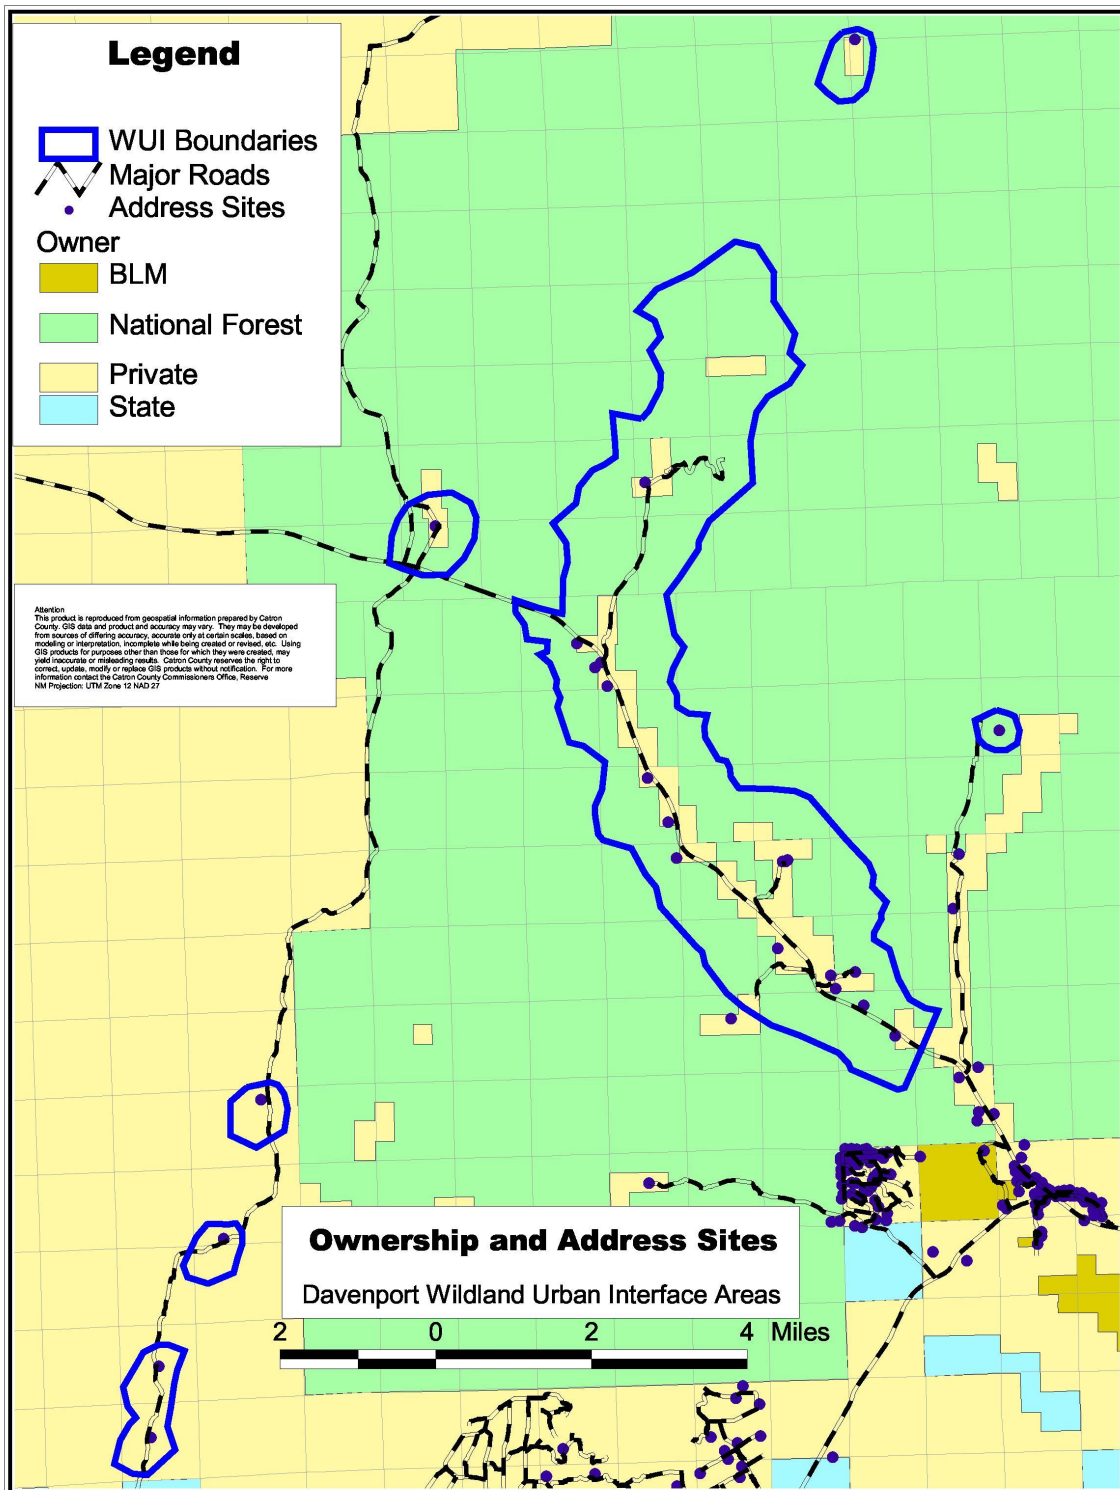 Legend
WUI Boundaries
Major Roads
Address Sites
Owner
BLM
National Forest
Private
State
Attention
This product is reproduced from geospatial information prepared by Catron
County. GIS data and product and accuracy may vary. They may be developed
from sources of differing accuracy, accurate only at certain scales, based on
modeling or interpretation, incomplete while being created or revised, etc. Using
GIS products for purposes other than those for which they were created, may
yield inaccurate or misleading results. Catron County reserves the right to
correct, update, modify or replace GIS products without notification. For more
information contact the Catron County Commissioners Office, Reserve
NM Projection: UTM Zone 12 NAD 27
Ownership and Address Sites
Davenport Wildland Urban Interface Areas
2 0 2 4 Miles